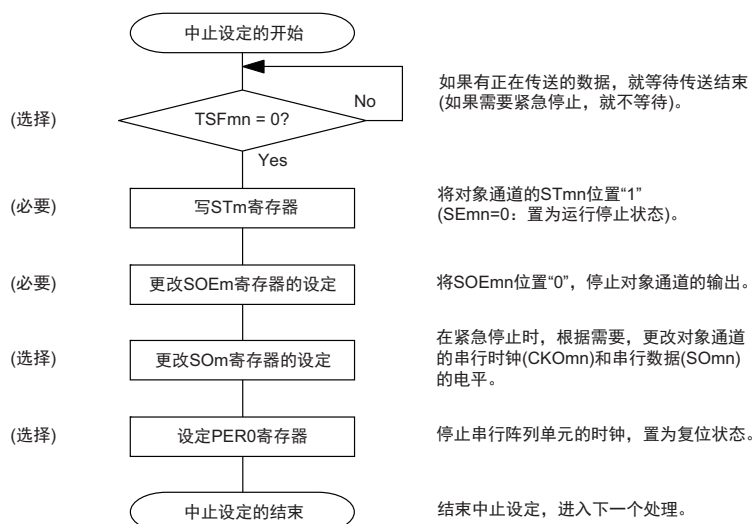 中止设定的开始
如果有正在传送的数据，就等待传送结束
(如果需要紧急停止，就不等待)。
(选择)
TSFmn = 0?
No
Yes
(必要)
写STm寄存器
将对象通道的STmn位置“1”
(SEmn=0：置为运行停止状态)。
(必要)
更改SOEm寄存器的设定
将SOEmn位置“0”，停止对象通道的输出。
(选择)
更改SOm寄存器的设定
在紧急停止时，根据需要，更改对象通道
的串行时钟(CKOmn)和串行数据(SOmn)
的电平。
(选择)
设定PER0寄存器
停止串行阵列单元的时钟，置为复位状态。
中止设定的结束
结束中止设定，进入下一个处理。